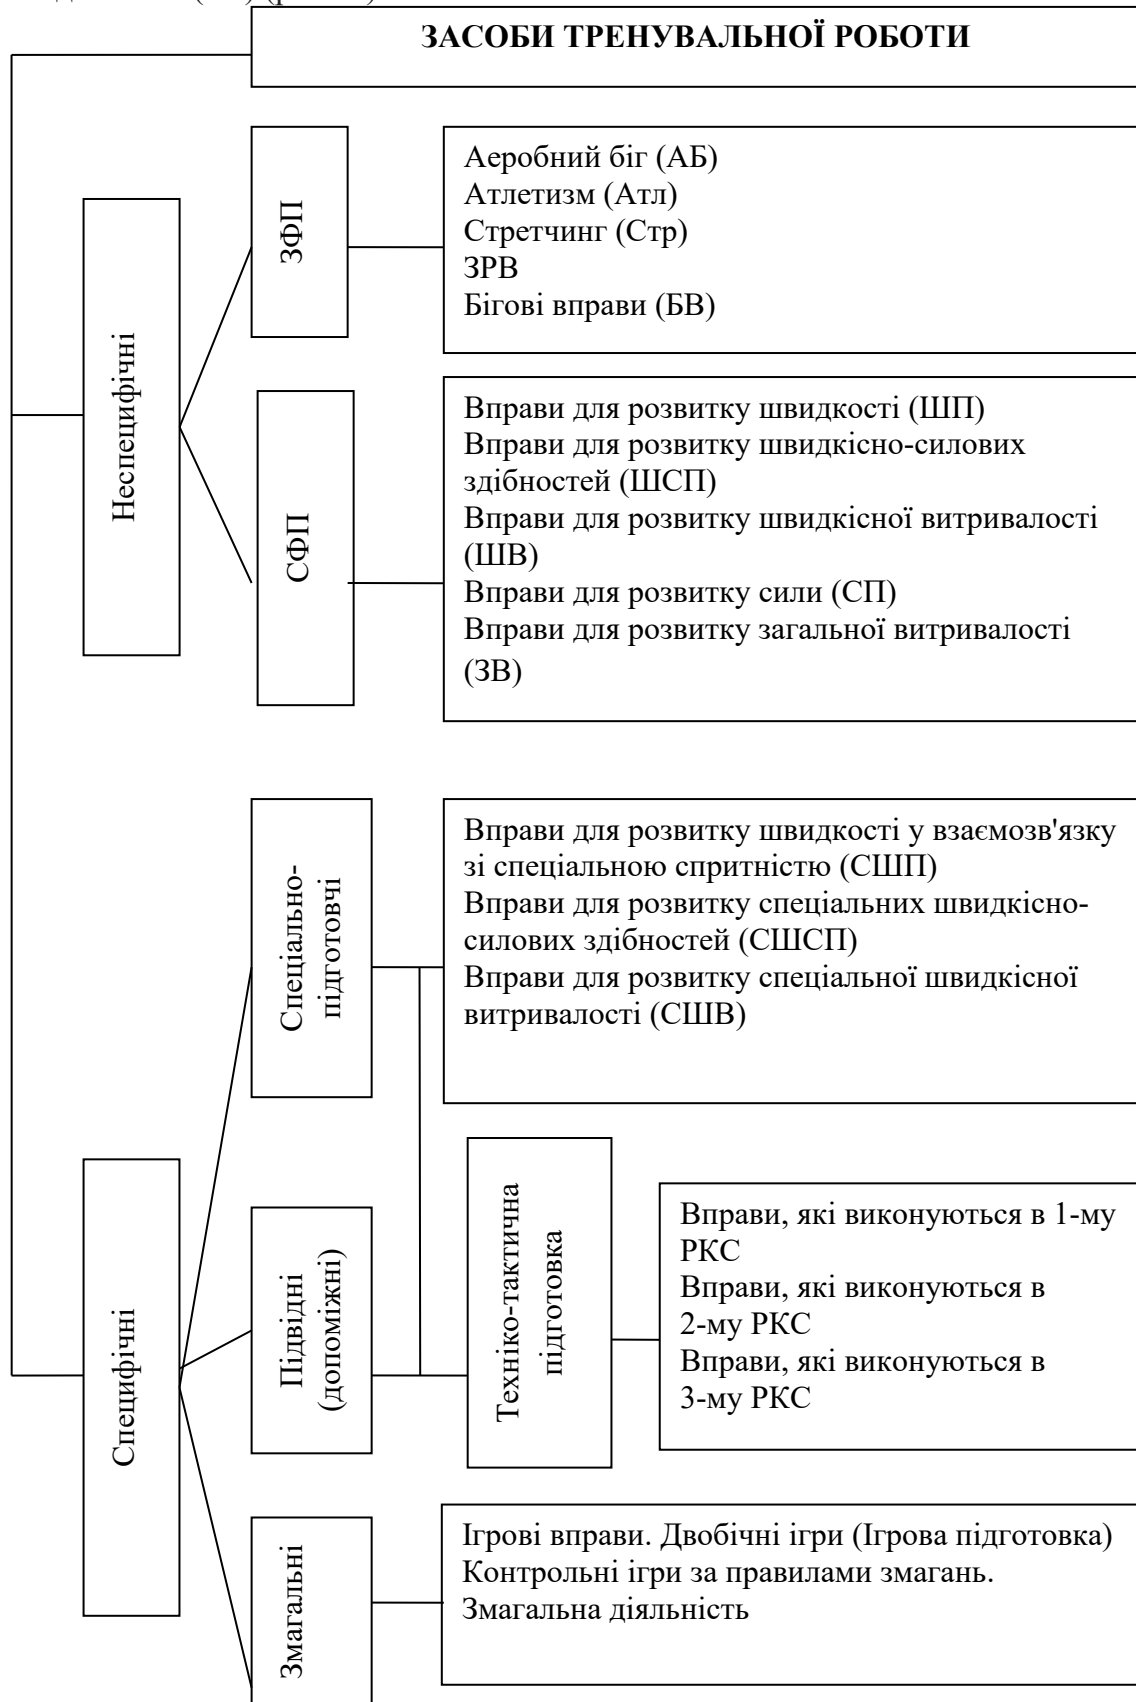 ЗАСОБИ ТРЕНУВАЛЬНОЇ РОБОТИ
Неспецифічні
ЗФП
Аеробний біг (АБ)
Атлетизм (Атл)
Стретчинг (Стр)
ЗРВ
Бігові вправи (БВ)
СФП
Вправи для розвитку швидкості (ШП)
Вправи для розвитку швидкісно-силових
здібностей (ШСП)
Вправи для розвитку швидкісної витривалості
(ШВ)
Вправи для розвитку сили (СП)
Вправи для розвитку загальної витривалості
(ЗВ)
Специфічні
Спеціально-
підготовчі
Вправи для розвитку швидкості у взаємозв'язку
зі спеціальною спритністю (СШП)
Вправи для розвитку спеціальних швидкісно-
силових здібностей (СШСП)
Вправи для розвитку спеціальної швидкісної
витривалості (СШВ)
Підвідні
(допоміжні)
Техніко-тактична
підготовка
Вправи, які виконуються в 1-му
РКС
Вправи, які виконуються в
2-му РКС
Вправи, які виконуються в
3-му РКС
Змагальні
Ігрові вправи. Двобічні ігри (Ігрова підготовка)
Контрольні ігри за правилами змагань.
Змагальна діяльність